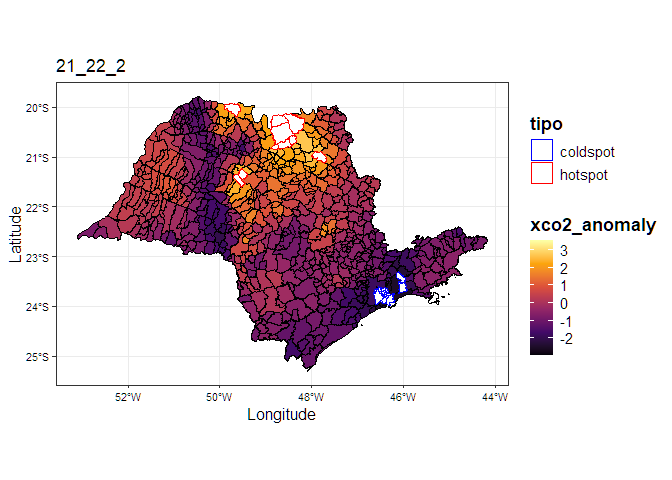 21_22_2
20°S
21°S
22°S
23°S
24°S
25°S
Latitude
52°W
50°W
48°W
46°W
44°W
Longitude
tipo
coldspot
hotspot
xco2_anomaly
3
2
1
0
-1
-2